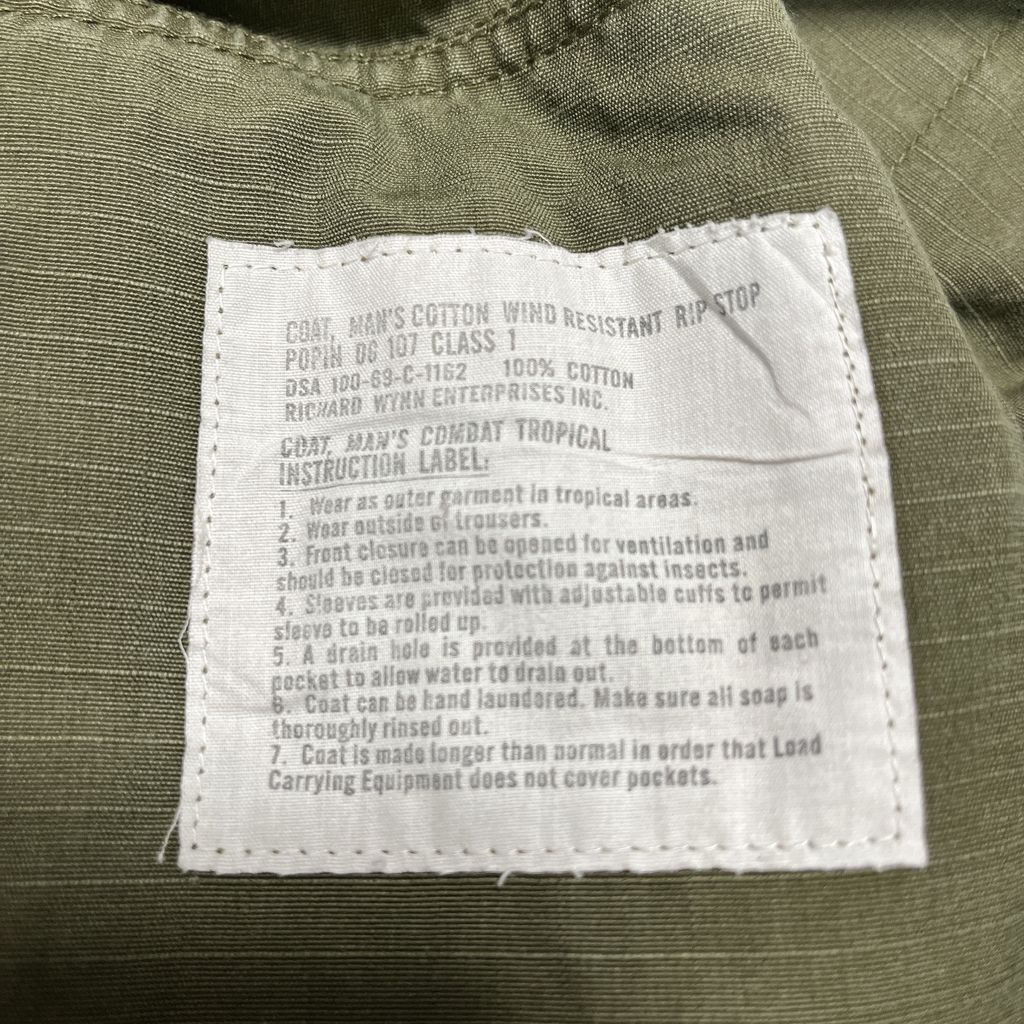 COAT, MAN'S COTTON WIND RESISTANT RIP STOP
POPIN OG 107 CLASS 1
DSA 100-69-C-1162 100% COTTON
RICHARD WYNN ENTERPRISES INC.
COAT, MAN'S COMBAT TROPICAL
INSTRUCTION LABEL:
1. Wear as outer garment in tropical areas.
2. Wear outside of trousers.
3. Front closure can be opened for ventilation and
should be closed for protection against insects.
4. Sleeves are provided with adjustable cuffs to permit
sleeve to be rolled up.
5. A drain hole is provided at the bottom of each
pocket to allow water to drain out.
6. Coat can be hand laundered. Make sure all soap is
thoroughly rinsed out.
7. Coat is made longer than normal in order that Load
Carrying Equipment does not cover pockets.